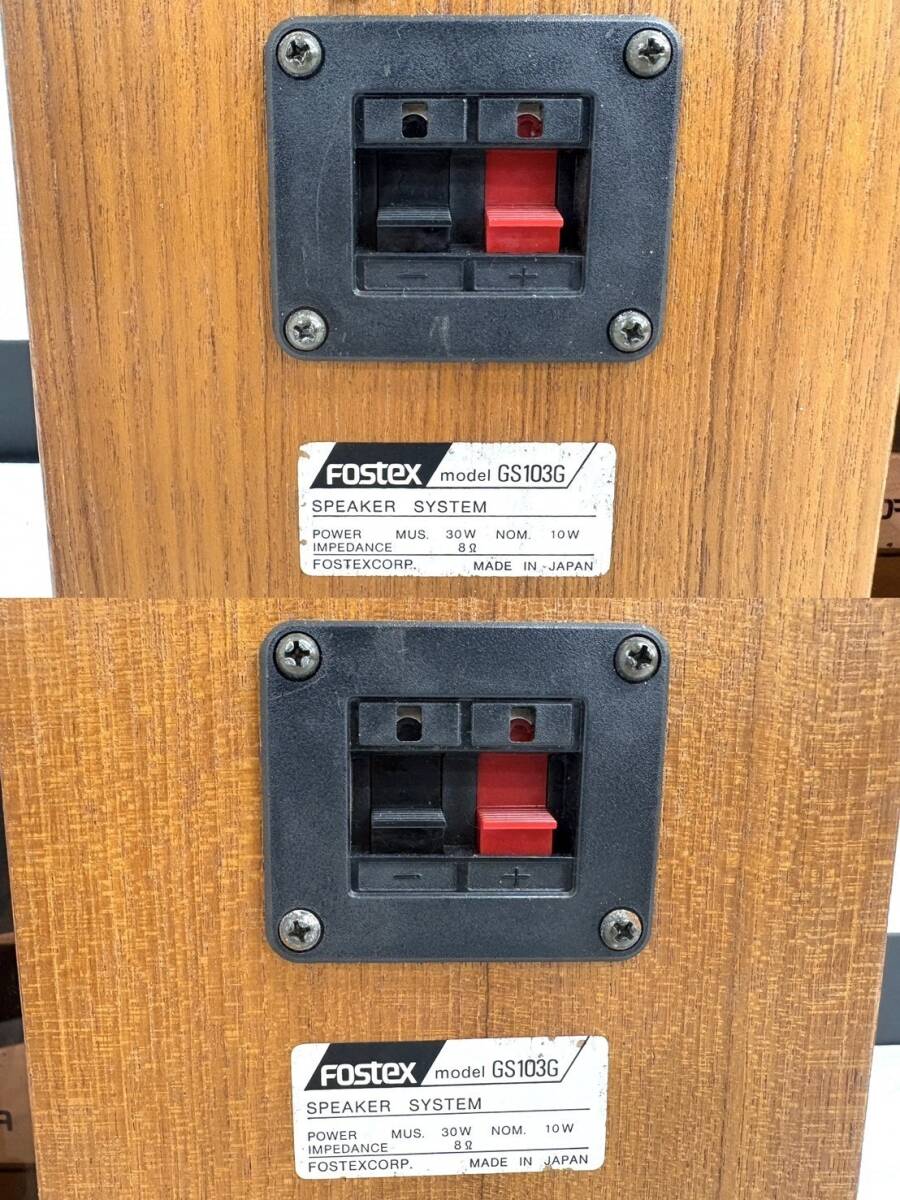 - +
FOSTEX model GS103G
SPEAKER SYSTEM
POWER MUS. 30W NOM. 10W
IMPEDANCE 8Ω
FOSTEXCORP. MADE IN JAPAN
- +
FOSTEX model GS103G
SPEAKER SYSTEM
POWER MUS. 30W NOM. 10W
IMPEDANCE 8Ω
FOSTEXCORP. MADE IN JAPAN